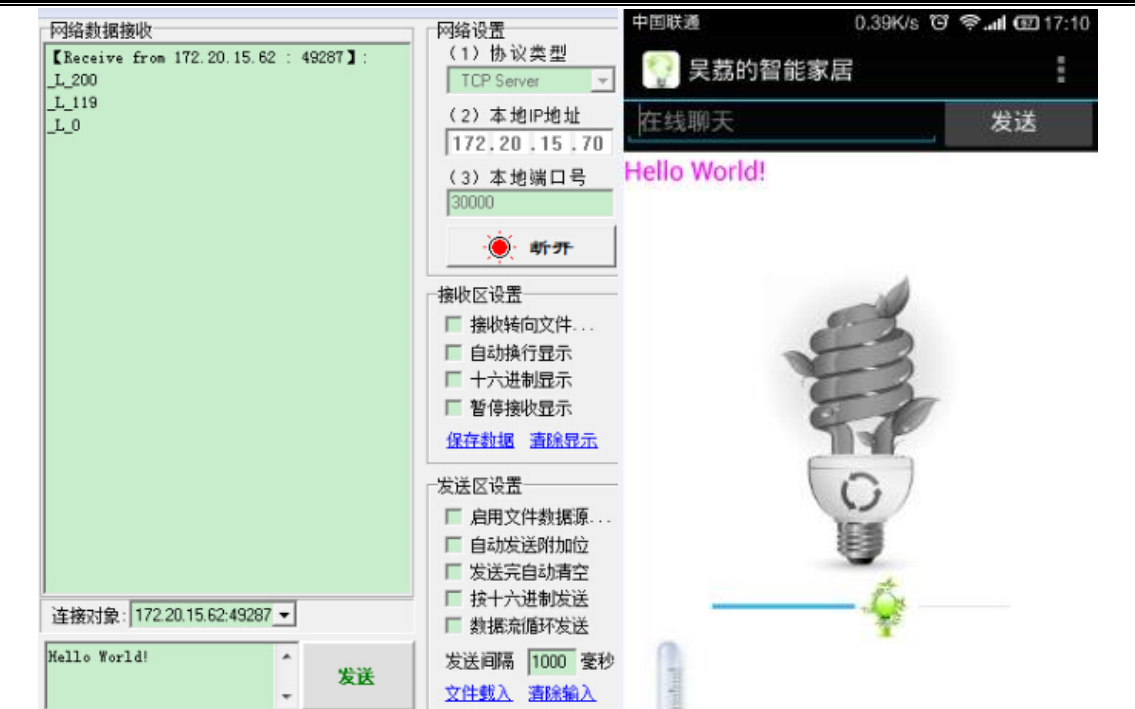 网络数据接收
【Receive from 172.20.15.62 : 49287】:
_L_200
_L_119
_L_0
连接对象: 172.20.15.62:49287
Hello World!
发送
网络设置
(1) 协议类型
TCP Server
(2) 本地IP地址
172.20.15.70
(3) 本地端口号
30000
断开
接收区设置
接收转向文件...
自动换行显示
十六进制显示
暂停接收显示
保存数据 清除显示
发送区设置
启用文件数据源...
自动发送附加位
发送完自动清空
按十六进制发送
数据流循环发送
发送间隔 1000 毫秒
文件载入 清除输入
中国联通 0.39K/s 97 17:10
吴荔的智能家居
在线聊天 发送
Hello World!